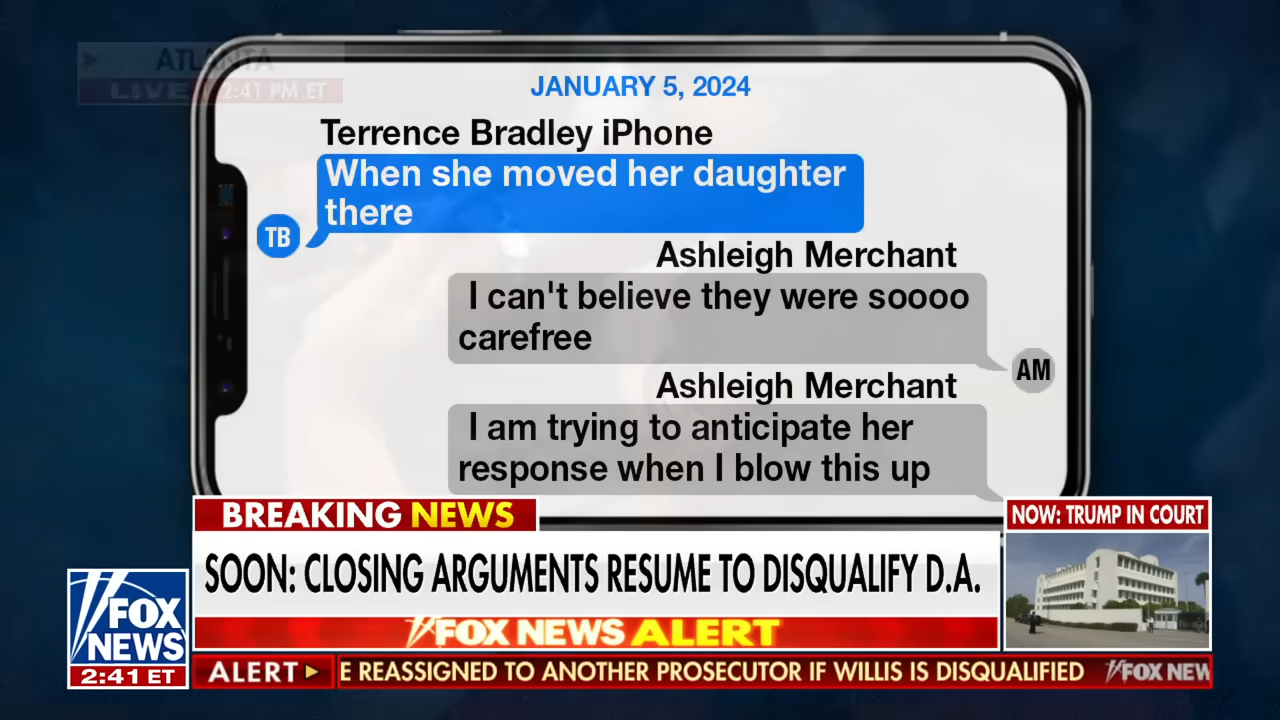 ATLANTA
LIVE 2:41 PM ET
JANUARY 5, 2024
Terrence Bradley iPhone
When she moved her daughter
there
TB
Ashleigh Merchant
I can't believe they were soooo
carefree
AM
Ashleigh Merchant
I am trying to anticipate her
response when I blow this up
BREAKING NEWS
NOW: TRUMP IN COURT
SOON: CLOSING ARGUMENTS RESUME TO DISQUALIFY D.A.
FOX NEWS ALERT
FOX
NEWS
2:41 ET
ALERT
E REASSIGNED TO ANOTHER PROSECUTOR IF WILLIS IS DISQUALIFIED FOX NEW